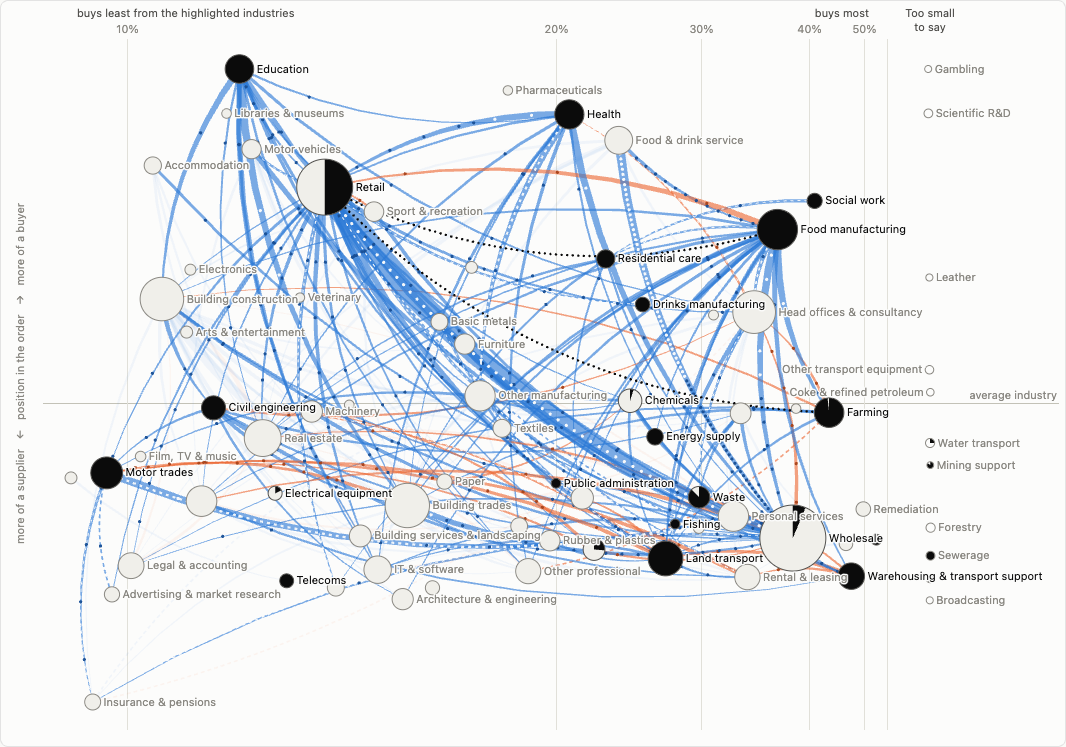 buys least from the highlighted industries
buys most
Too small
to say
10%
20%
30%
40%
50%
more of a supplier ← position in the order → more of a buyer
Education
Gambling
Pharmaceuticals
Libraries & museums
Health
Scientific R&D
Food & drink service
Motor vehicles
Accommodation
Retail
Social work
Sport & recreation
Food manufacturing
Residential care
Electronics
Leather
Building construction
Veterinary
Drinks manufacturing
Head offices & consultancy
Basic metals
Arts & entertainment
Furniture
Other transport equipment
Coke & refined petroleum
average industry
Other manufacturing
Chemicals
Civil engineering
Machinery
Farming
Textiles
Real estate
Energy supply
Water transport
Film, TV & music
Mining support
Motor trades
Paper
Public administration
Electrical equipment
Waste
Building trades
Remediation
Personal services
Fishing
Forestry
Building services & landscaping
Rubber & plastics
Wholesale
Sewerage
Land transport
Legal & accounting
IT & software
Other professional
Rental & leasing
Warehousing & transport support
Telecoms
Advertising & market research
Architecture & engineering
Broadcasting
Insurance & pensions